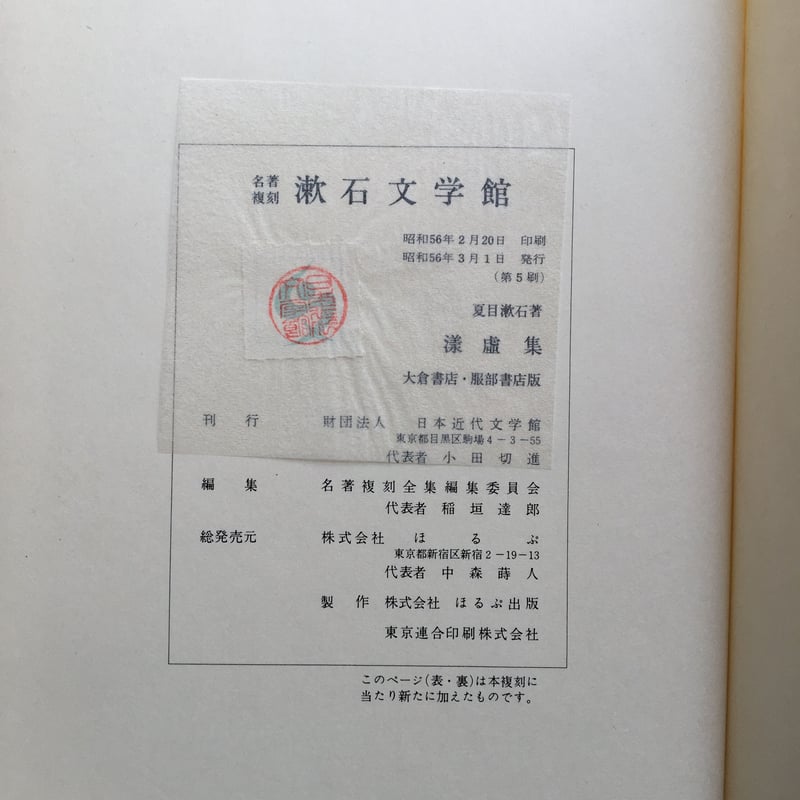 名著複刻 漱石文学館
昭和56年2月20日 印刷
昭和56年3月1日 発行
（第5刷）
夏目漱石著
漾虚集
大倉書店・服部書店版
刊行 財団法人 日本近代文学館
東京都目黒区駒場4-3-55
代表者 小田切進
編集 名著複刻全集編集委員会
代表者 稲垣達郎
総発売元 株式会社 ほるぷ
東京都新宿区新宿2-19-13
代表者 中森蒔人
製作 株式会社 ほるぷ出版
東京連合印刷株式会社
このページ（表・裏）は本複刻に
当たり新たに加えたものです。